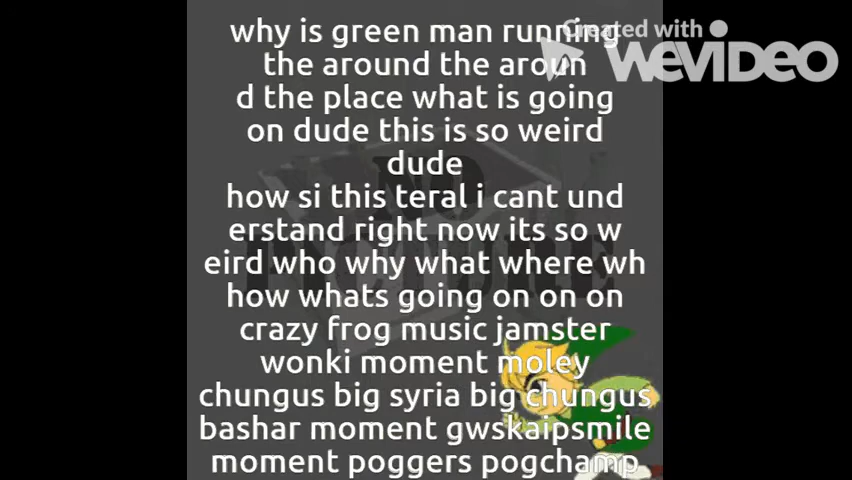 Created with
WeVideo
why is green man running
the around the aroun
d the place what is going
on dude this is so weird
dude
how si this teral i cant und
erstand right now its so w
eird who why what where wh
how whats going on on on
crazy frog music jamster
wonki moment moley
chungus big syria big chungus
bashar moment gwskaipsmile
moment poggers pogchamp
NO
PICTURE